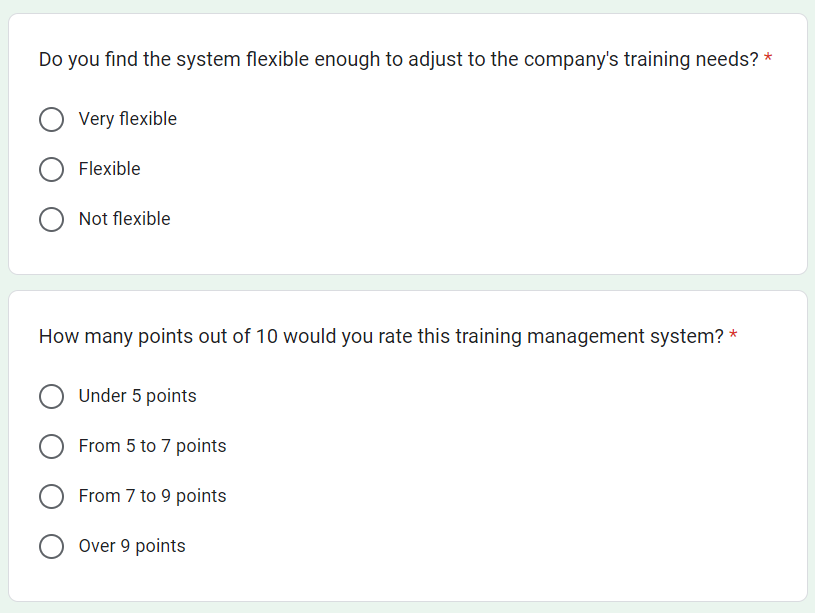 Do you find the system flexible enough to adjust to the company's training needs? *
Very flexible
Flexible
Not flexible
How many points out of 10 would you rate this training management system? *
Under 5 points
From 5 to 7 points
From 7 to 9 points
Over 9 points